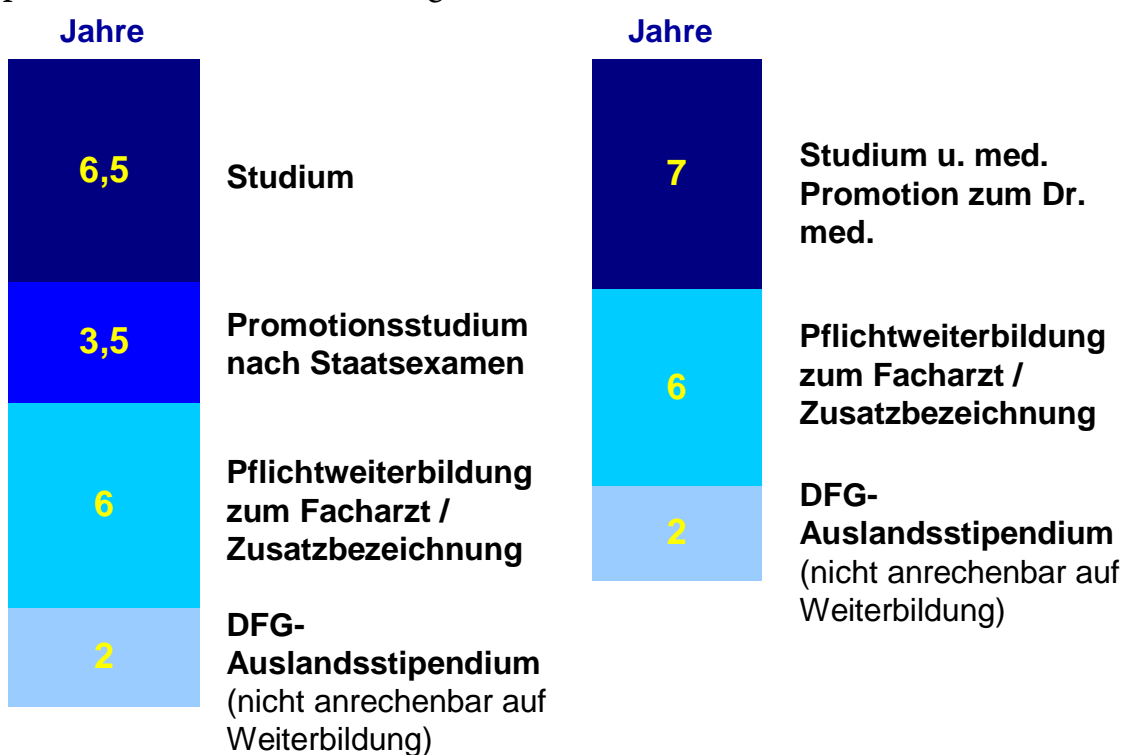 Jahre
6,5
Studium
3,5
Promotionsstudium
nach Staatsexamen
6
Pflichtweiterbildung
zum Facharzt /
Zusatzbezeichnung
2
DFG-
Auslandsstipendium
(nicht anrechenbar auf
Weiterbildung)
Jahre
7
Studium u. med.
Promotion zum Dr.
med.
6
Pflichtweiterbildung
zum Facharzt /
Zusatzbezeichnung
2
DFG-
Auslandsstipendium
(nicht anrechenbar auf
Weiterbildung)